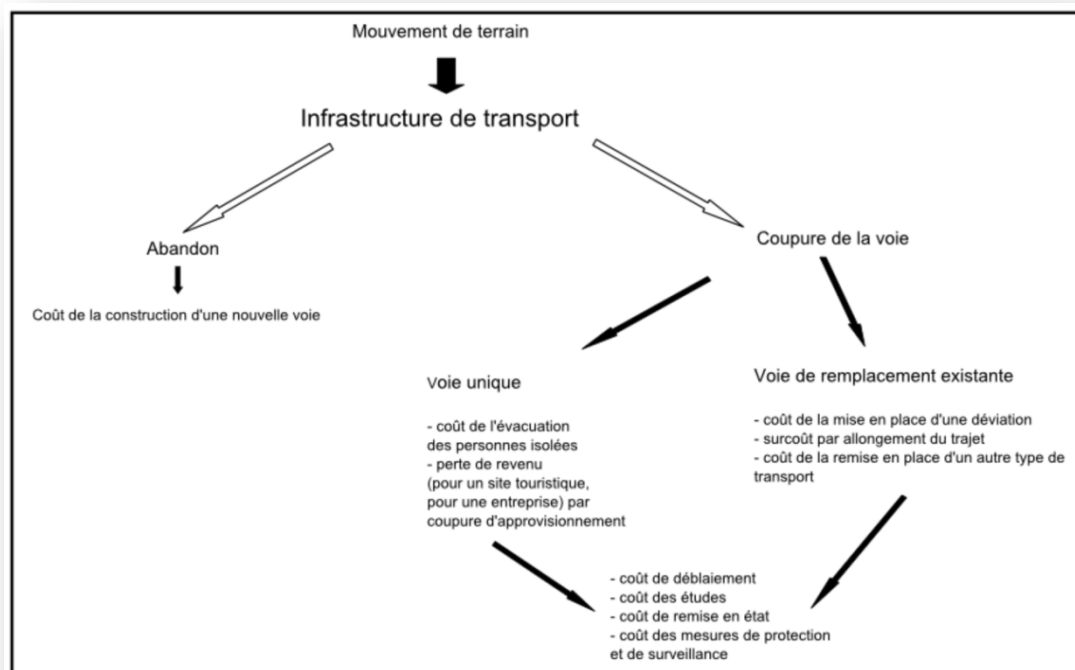 Mouvement de terrain
Infrastructure de transport
Abandon
Coût de la construction d'une nouvelle voie
Coupure de la voie
Voie unique
- coût de l'évacuation
des personnes isolées
- perte de revenu
(pour un site touristique,
pour une entreprise) par
coupure d'approvisionnement
Voie de remplacement existante
- coût de la mise en place d'une déviation
- surcoût par allongement du trajet
- coût de la remise en place d'un autre type de
transport
- coût de déblaiement
- coût des études
- coût de remise en état
- coût des mesures de protection
et de surveillance